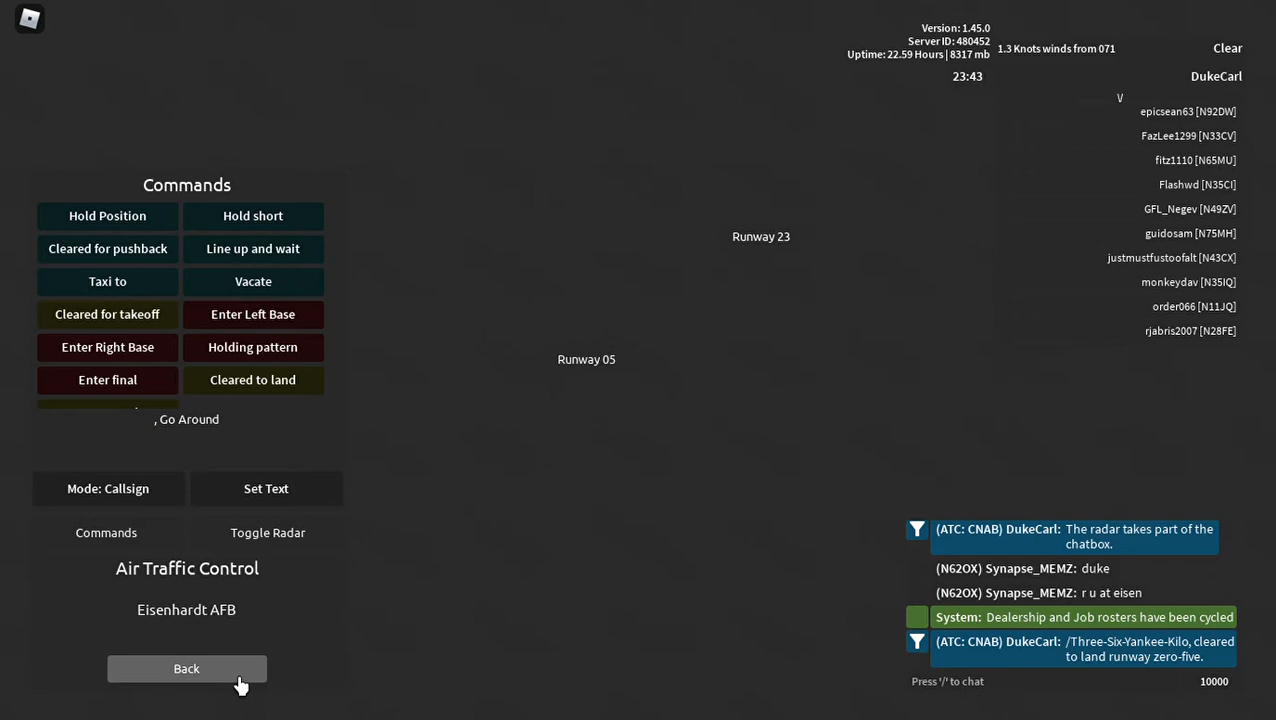 Version: 1.45.0
Server ID: 480452
Uptime: 22.59 Hours | 8317 mb
23:43
1.3 Knots winds from 071
Clear
DukeCarl
V
epicsean63 [N92DW]
FazLee1299 [N33CV]
fitz1110 [N65MU]
Flashwd [N35CI]
GFL_Negev [N49ZV]
guidosam [N75MH]
justmustfustoofalt [N43CX]
monkeydav [N35IQ]
order066 [N11JQ]
rjabris2007 [N28FE]
Commands
Hold Position
Hold short
Cleared for pushback
Line up and wait
Taxi to
Vacate
Cleared for takeoff
Enter Left Base
Enter Right Base
Holding pattern
Enter final
Cleared to land
, Go Around
Mode: Callsign
Set Text
Commands
Toggle Radar
Air Traffic Control
Eisenhardt AFB
Back
Runway 23
Runway 05
(ATC: CNAB) DukeCarl: The radar takes part of the
chatbox.
(N62OX) Synapse_MEMZ: duke
(N62OX) Synapse_MEMZ: r u at eisen
System: Dealership and Job rosters have been cycled
(ATC: CNAB) DukeCarl: /Three-Six-Yankee-Kilo, cleared
to land runway zero-five.
Press '/' to chat
10000